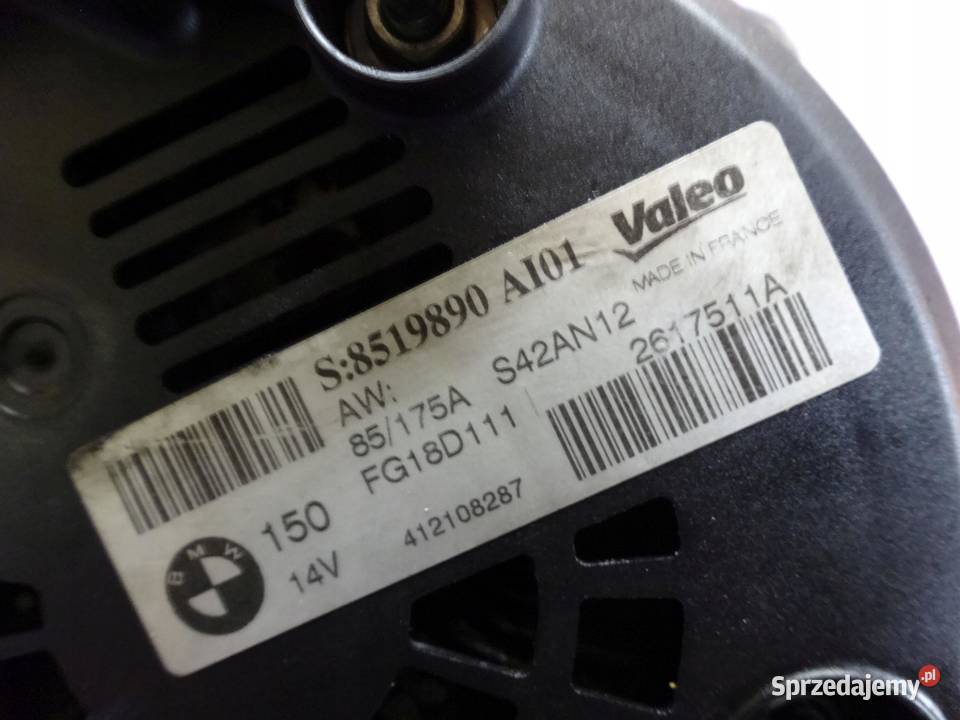 Valeo
MADE IN FRANCE
S:8519890 AI01
AW:
85/175A S42AN12
FG18D111 2617511A
150
14V 412108287
BMW
Sprzedajemy.pl